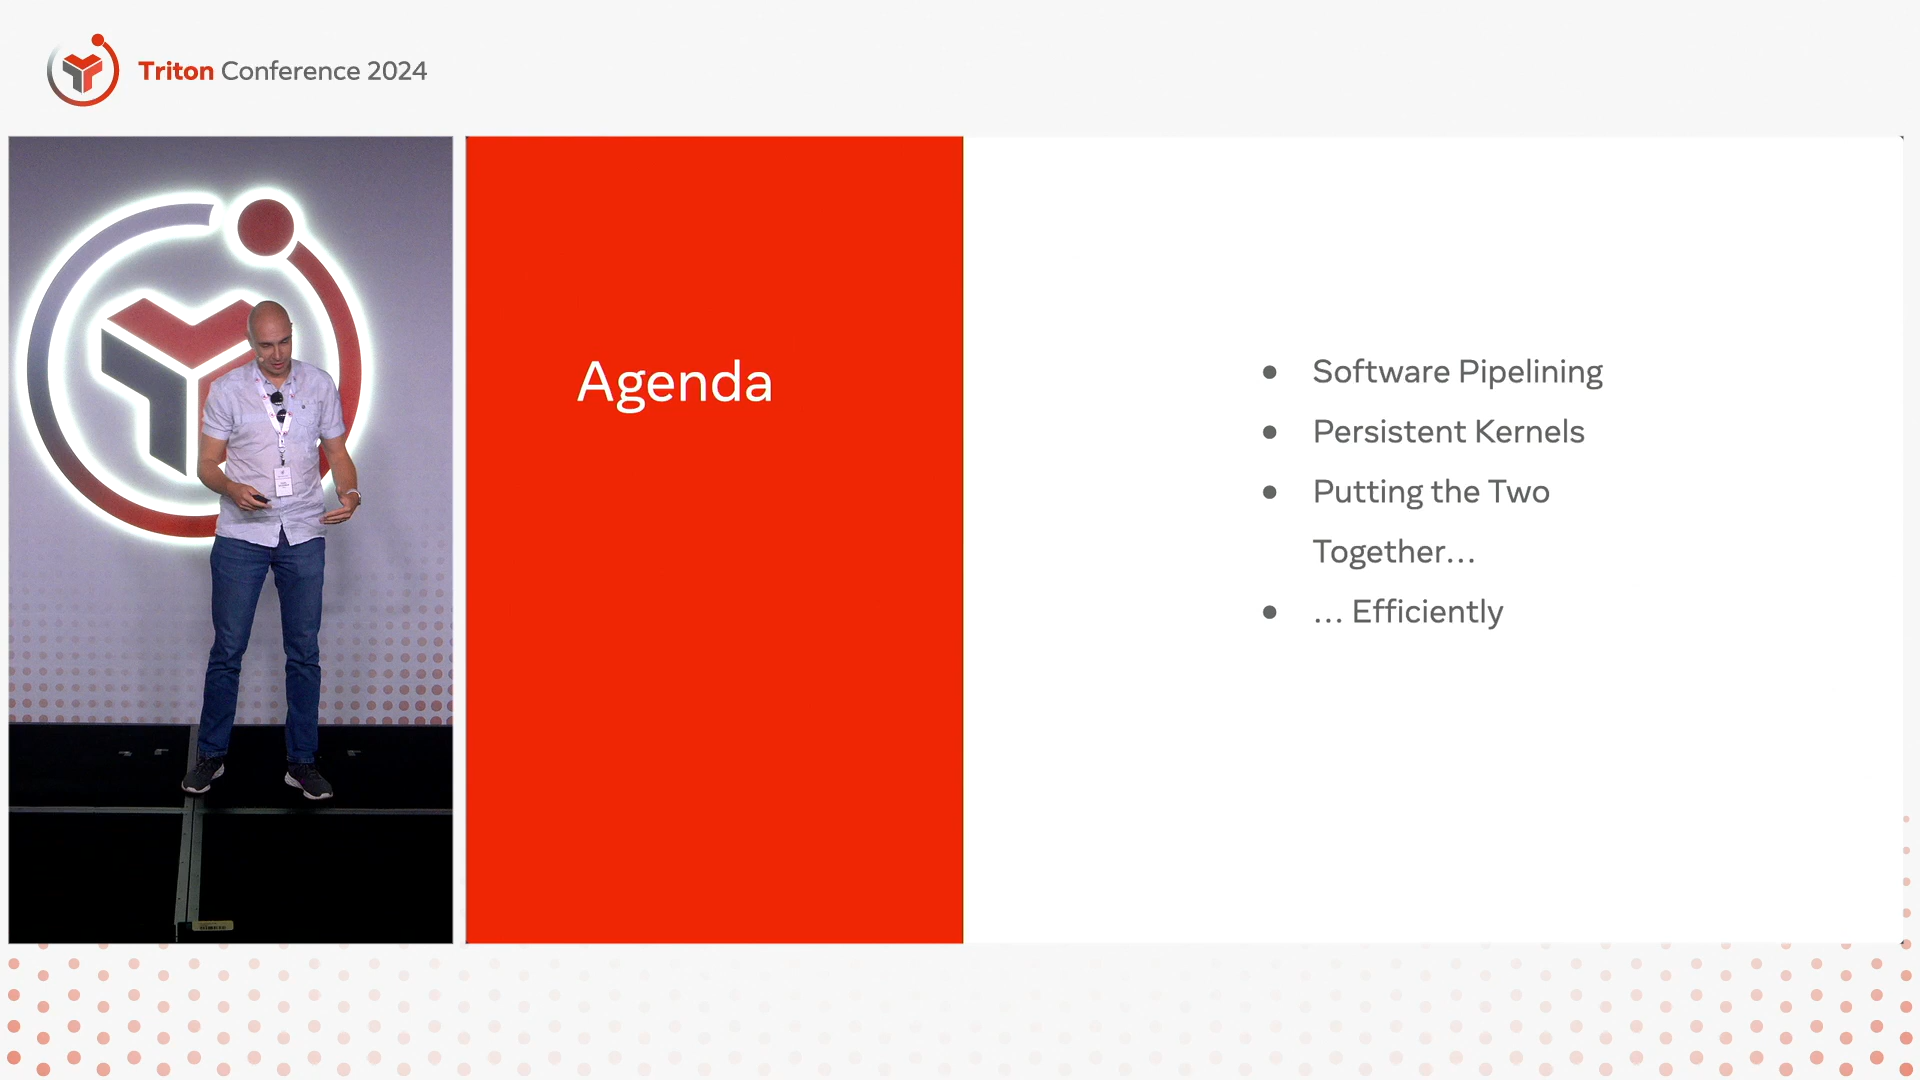 Triton Conference 2024
Agenda
● Software Pipelining
● Persistent Kernels
● Putting the Two
Together...
● ... Efficiently